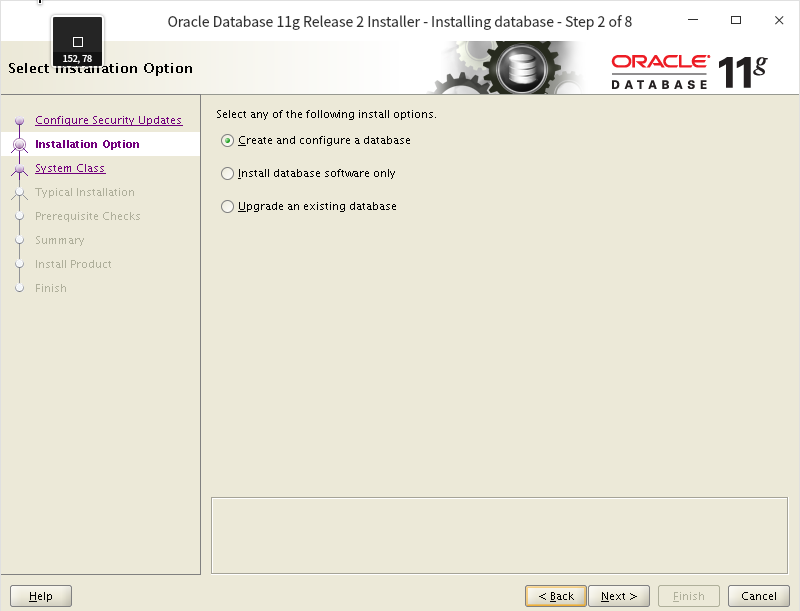 Oracle Database 11g Release 2 Installer - Installing database - Step 2 of 8
152, 78
Select Installation Option
ORACLE
DATABASE 11g
Configure Security Updates
Installation Option
System Class
Typical Installation
Prerequisite Checks
Summary
Install Product
Finish
Select any of the following install options.
Create and configure a database
Install database software only
Upgrade an existing database
Help
< Back
Next >
Finish
Cancel